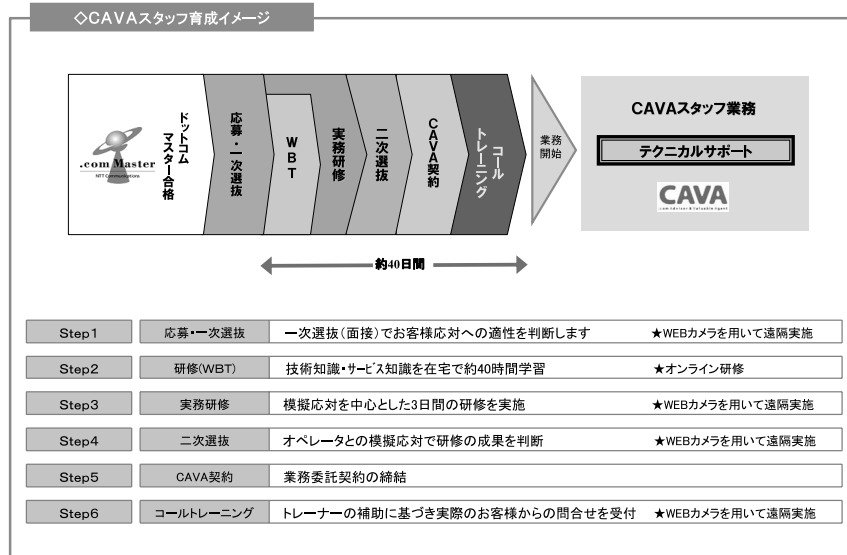 ◇CAVAスタッフ育成イメージ
.com Master
NTT Communications
ドットコム
マスター合格
応募・一次選抜
WBT
実務研修
二次選抜
CAVA契約
コール
トレーニング
業務
開始
CAVAスタッフ業務
テクニカルサポート
CAVA
.com Advisor & Valuable Agent
約40日間
Step1 応募・一次選抜 一次選抜(面接)でお客様応対への適性を判断します ★WEBカメラを用いて遠隔実施
Step2 研修(WBT) 技術知識・サービス知識を在宅で約40時間学習 ★オンライン研修
Step3 実務研修 模擬応対を中心とした3日間の研修を実施 ★WEBカメラを用いて遠隔実施
Step4 二次選抜 オペレータとの模擬応対で研修の成果を判断 ★WEBカメラを用いて遠隔実施
Step5 CAVA契約 業務委託契約の締結
Step6 コールトレーニング トレーナーの補助に基づき実際のお客様からの問合せを受付 ★WEBカメラを用いて遠隔実施